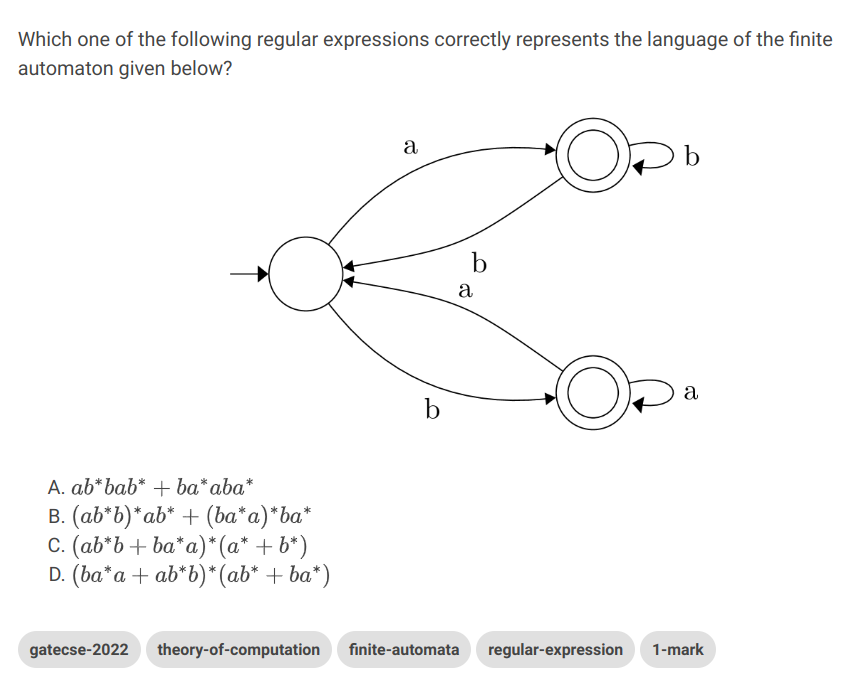 Which one of the following regular expressions correctly represents the language of the finite
automaton given below?
a
b
b
a
a
b
A. ab*bab* + ba*aba*
B. (ab*b)*ab* + (ba*a)*ba*
C. (ab*b + ba*a)*(a* + b*)
D. (ba*a + ab*b)*(ab* + ba*)
gatecse-2022 theory-of-computation finite-automata regular-expression 1-mark